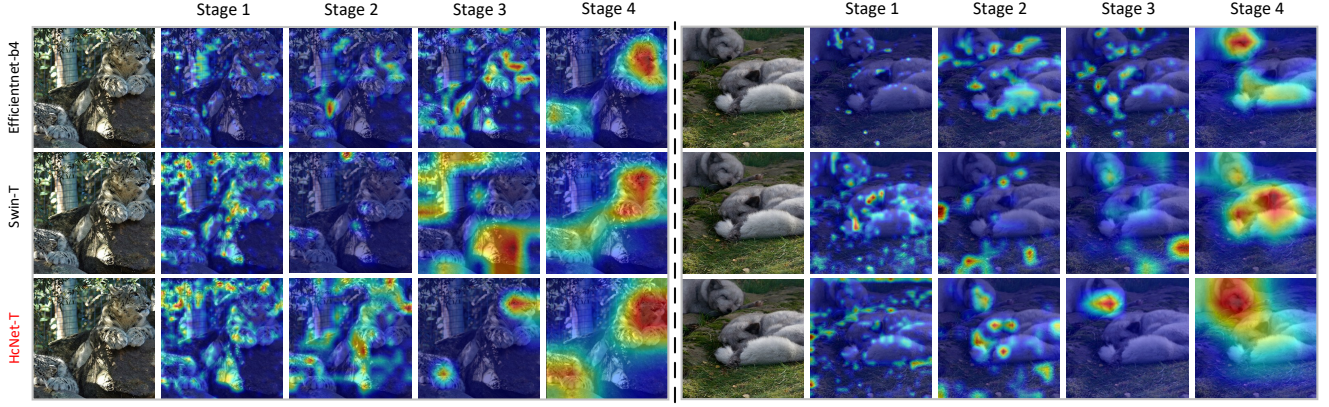 Stage 1 Stage 2 Stage 3 Stage 4 Stage 1 Stage 2 Stage 3 Stage 4
Efficientnet-b4
Swin-T
HcNet-T